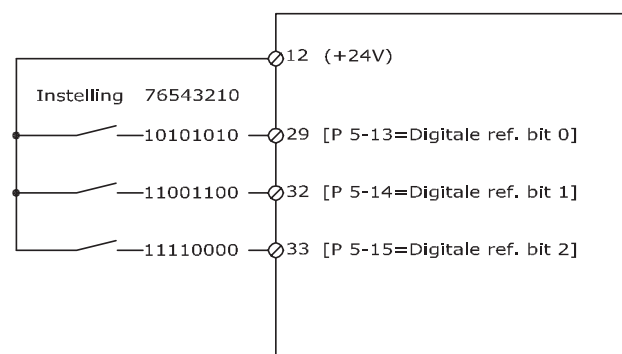 12 (+24V)
Instelling 76543210
10101010 29 [P 5-13=Digitale ref. bit 0]
11001100 32 [P 5-14=Digitale ref. bit 1]
11110000 33 [P 5-15=Digitale ref. bit 2]